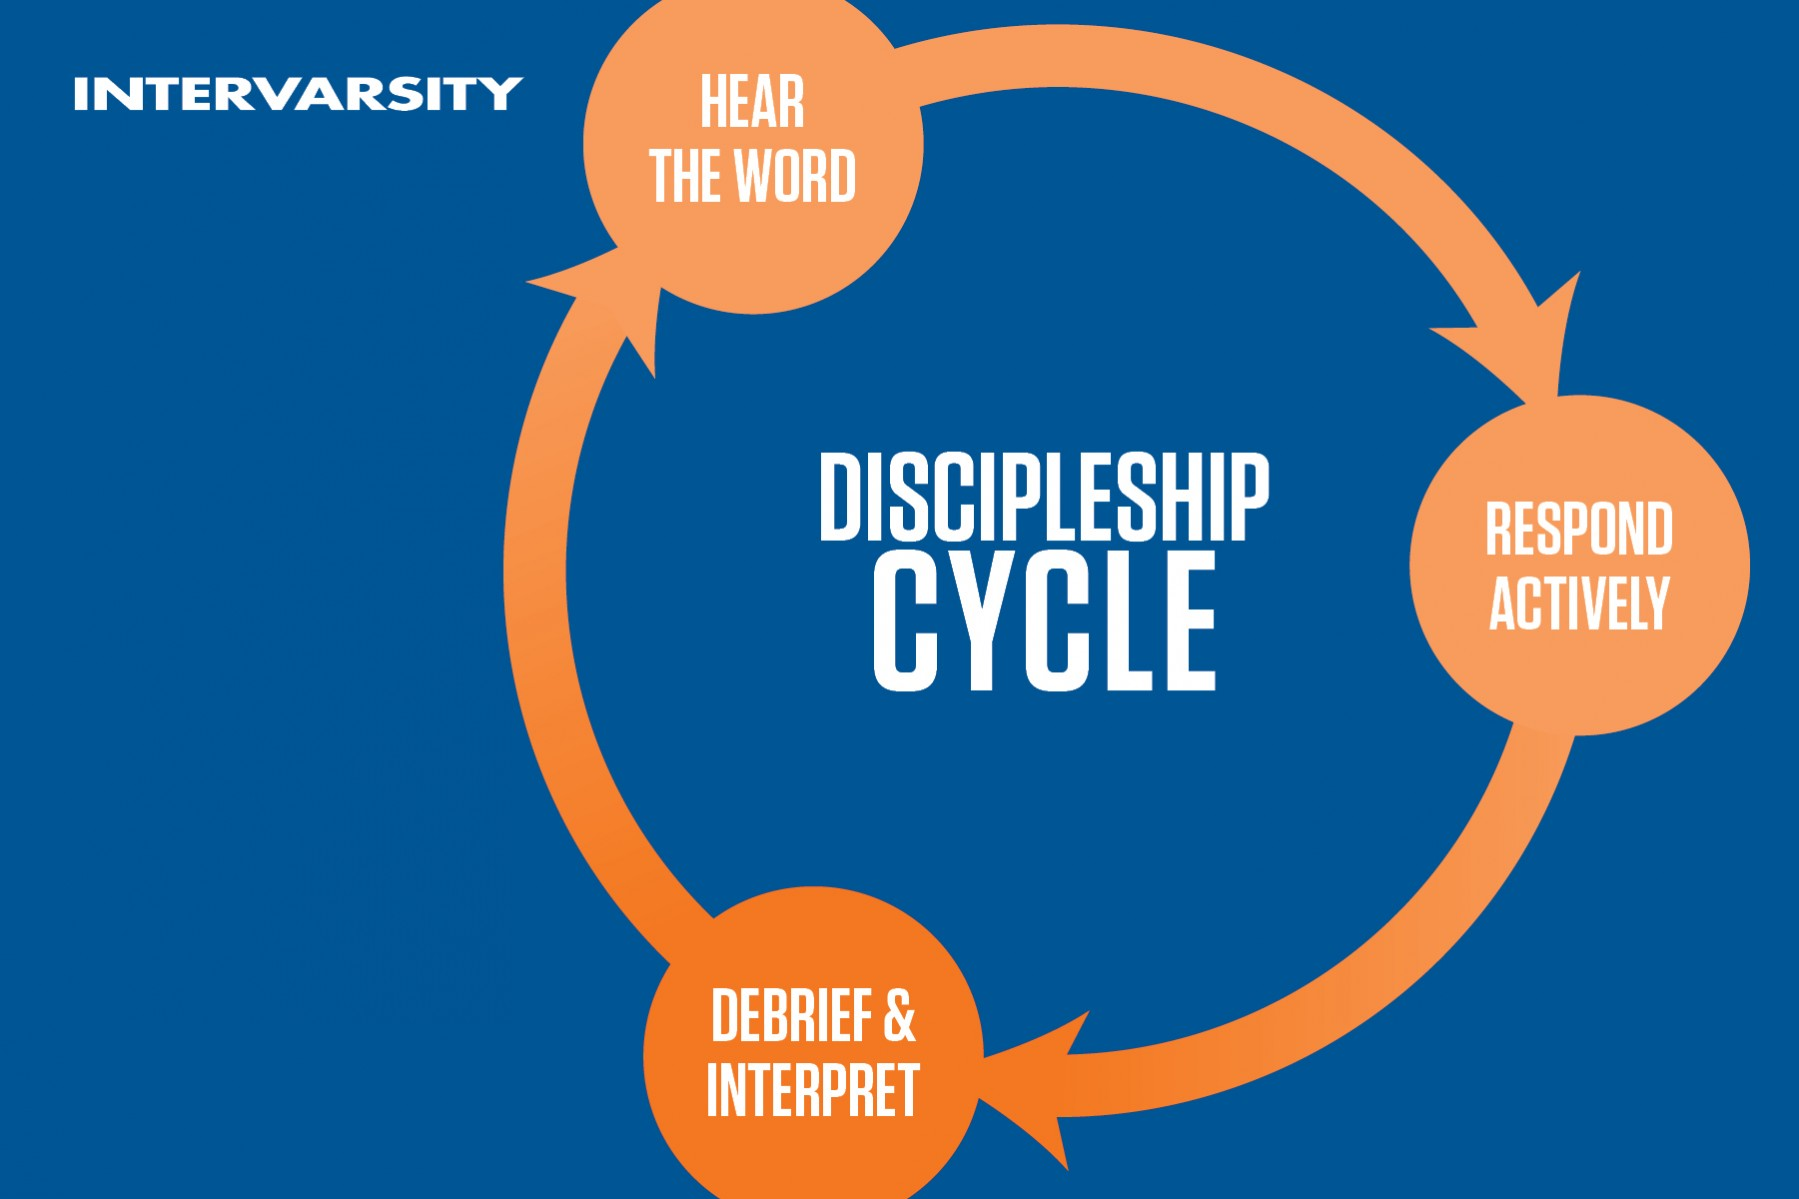 INTERVARSITY
HEAR
THE WORD
DISCIPLESHIP
CYCLE
RESPOND
ACTIVELY
DEBRIEF &
INTERPRET